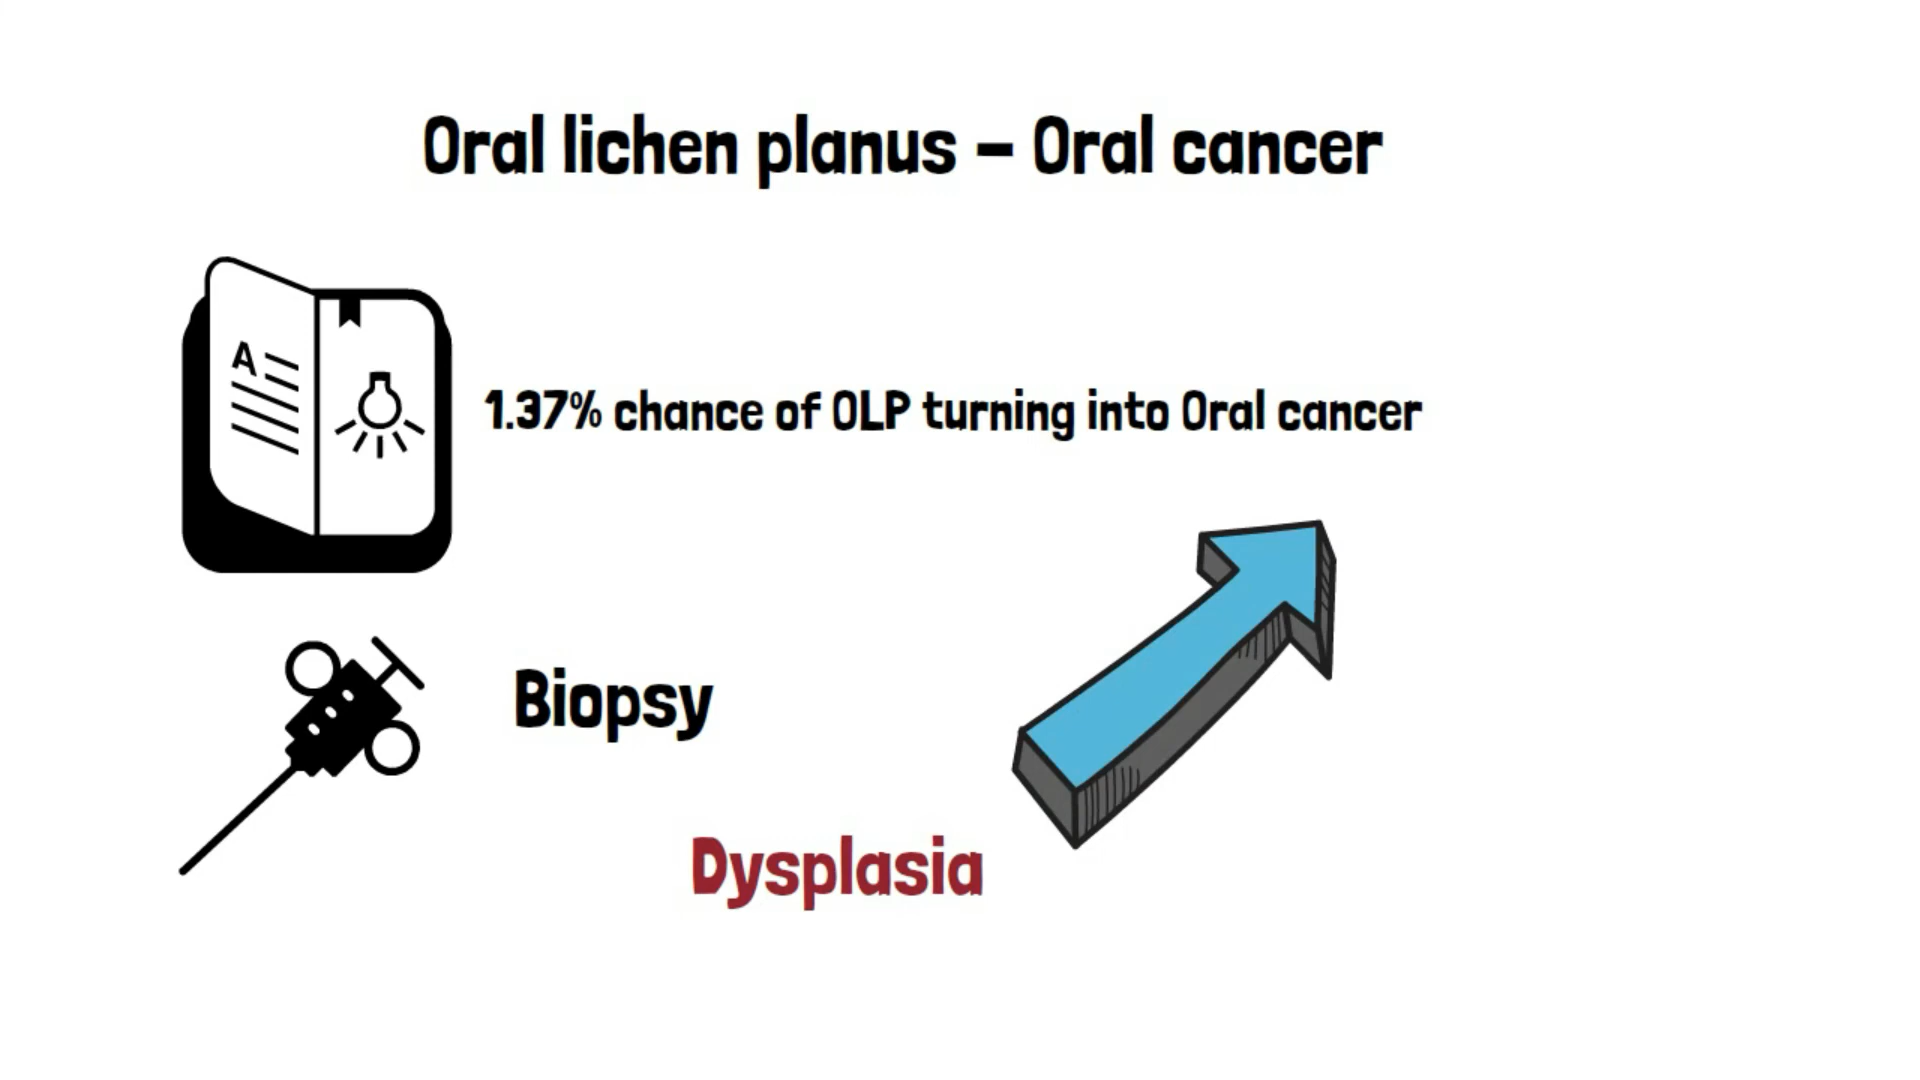 Oral lichen planus – Oral cancer
A
1.37% chance of OLP turning into Oral cancer
Biopsy
Dysplasia